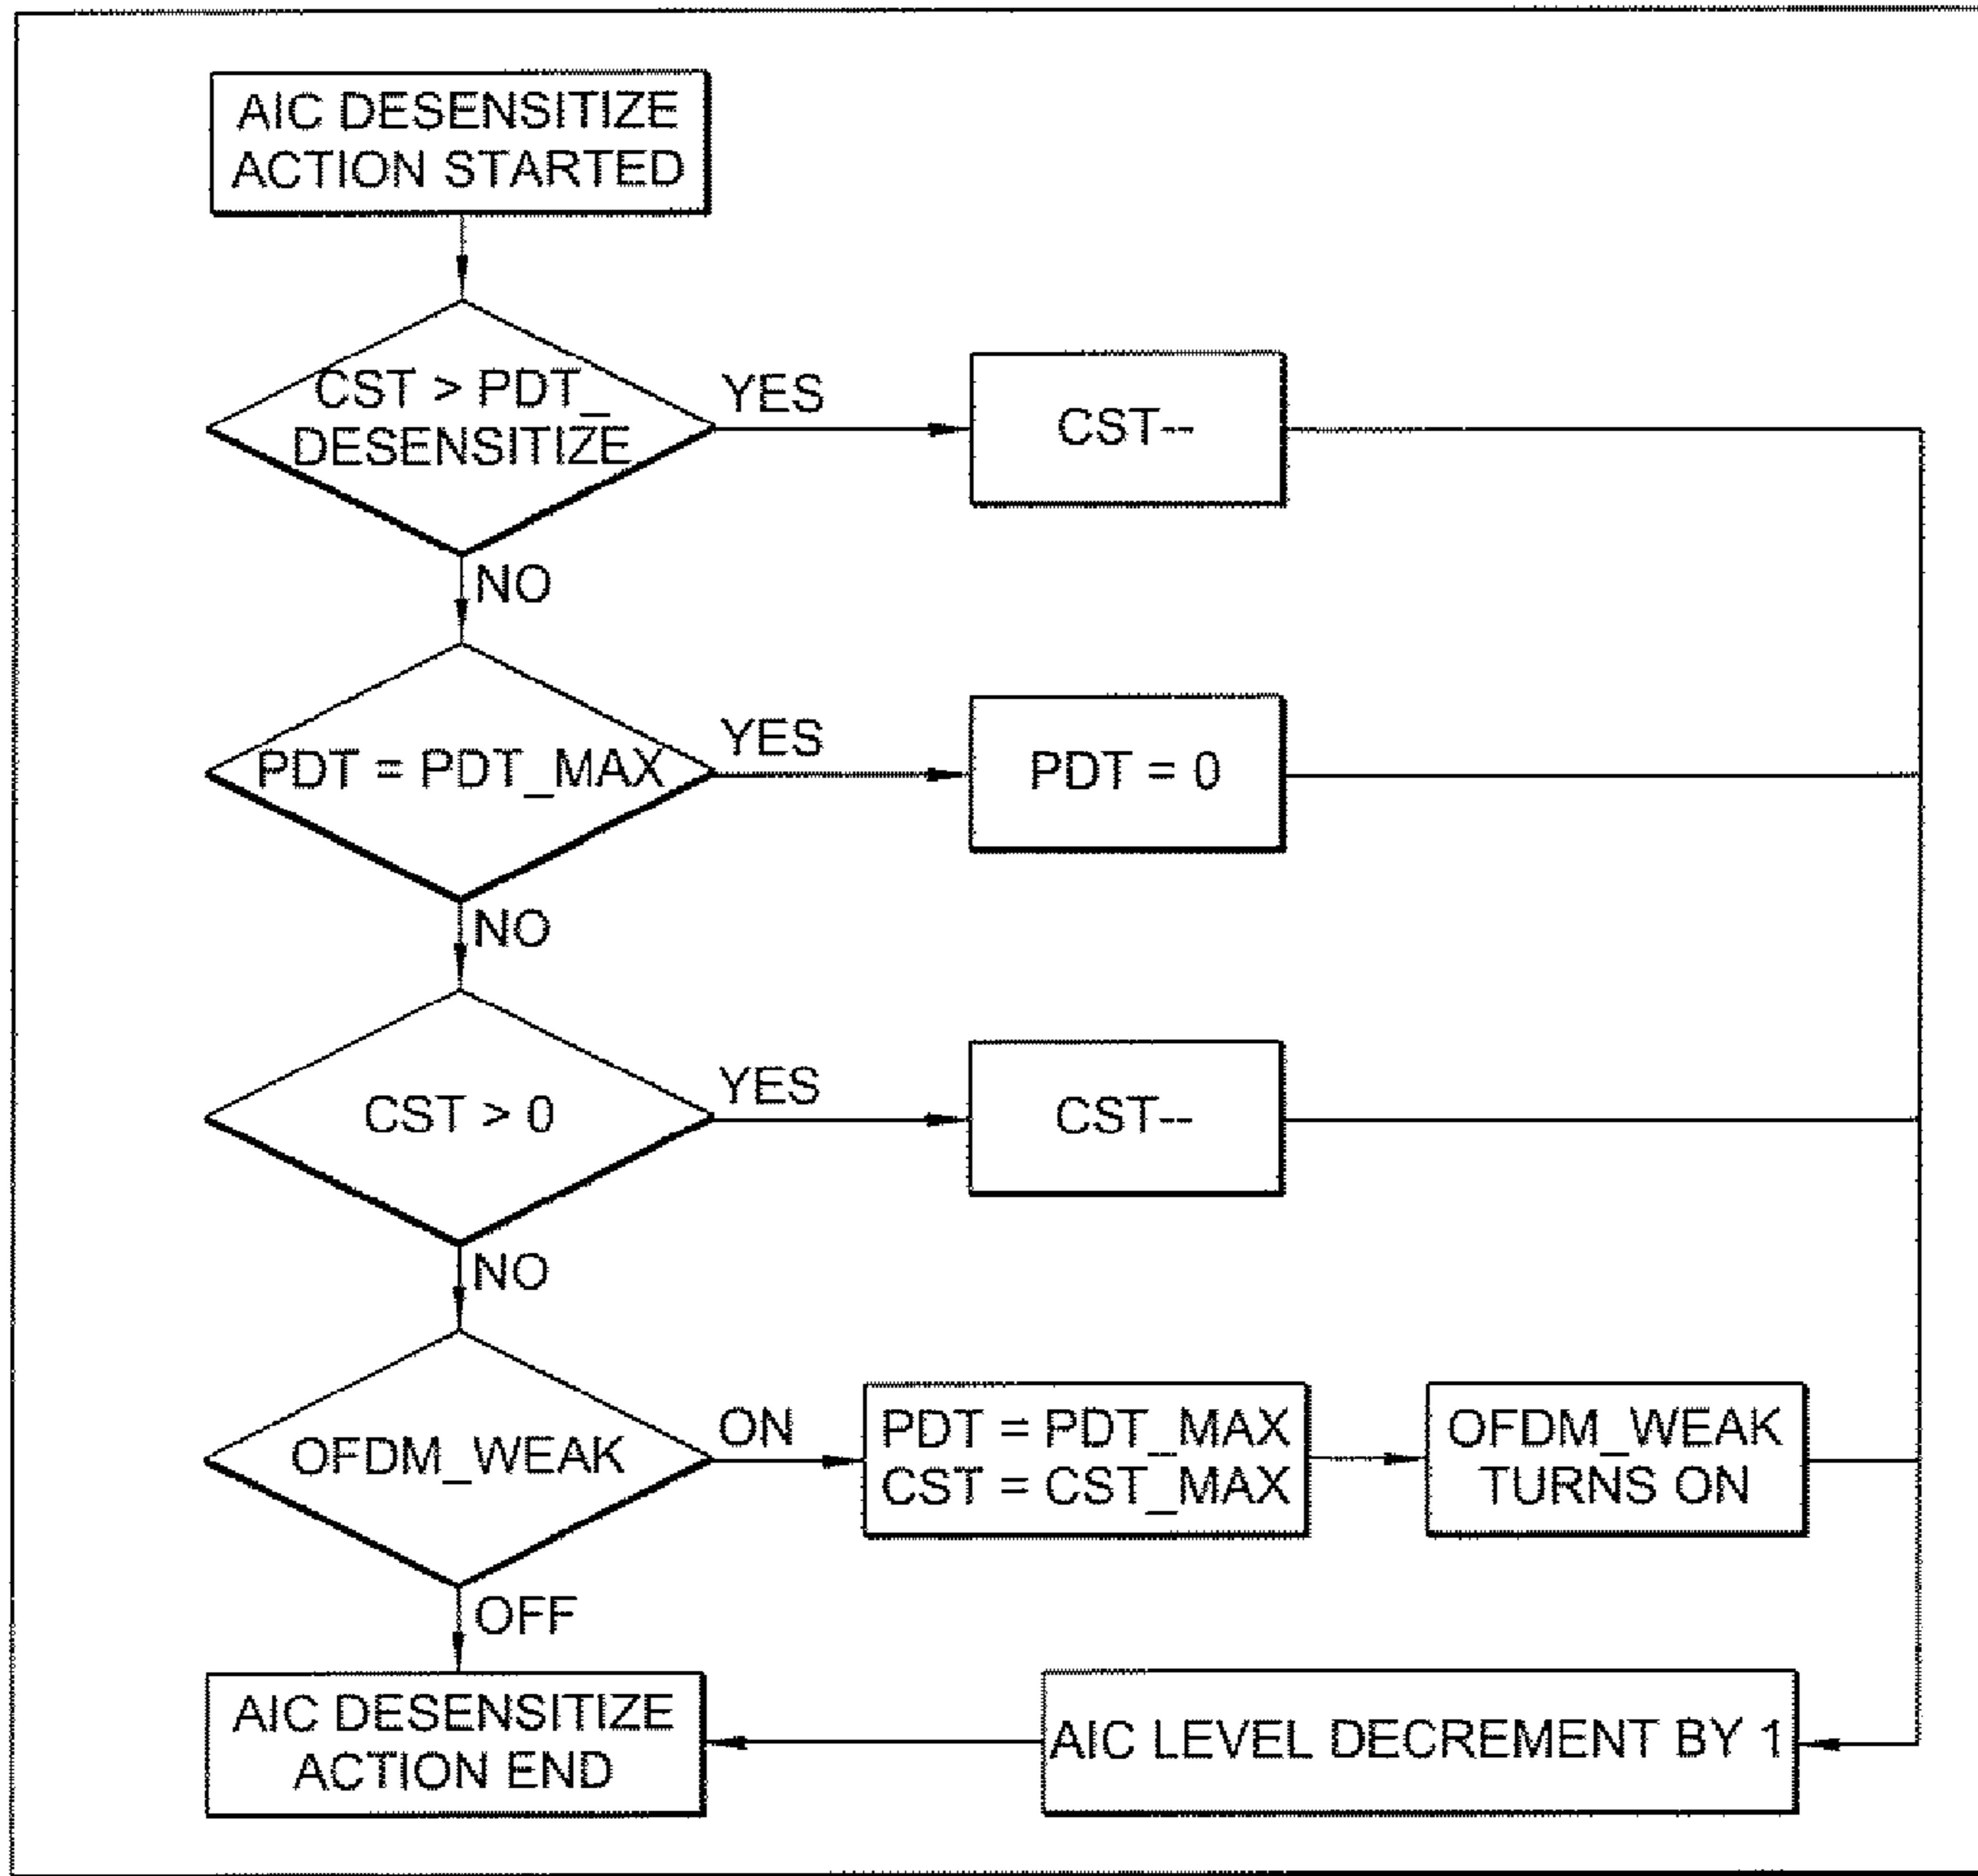 AIC DESENSITIZE
ACTION STARTED
CST > PDT_
DESENSITIZE
YES
CST--
NO
PDT = PDT_MAX
YES
PDT = 0
NO
CST > 0
YES
CST--
NO
OFDM_WEAK
ON
PDT = PDT_MAX
CST = CST_MAX
OFDM_WEAK
TURNS ON
OFF
AIC DESENSITIZE
ACTION END
AIC LEVEL DECREMENT BY 1